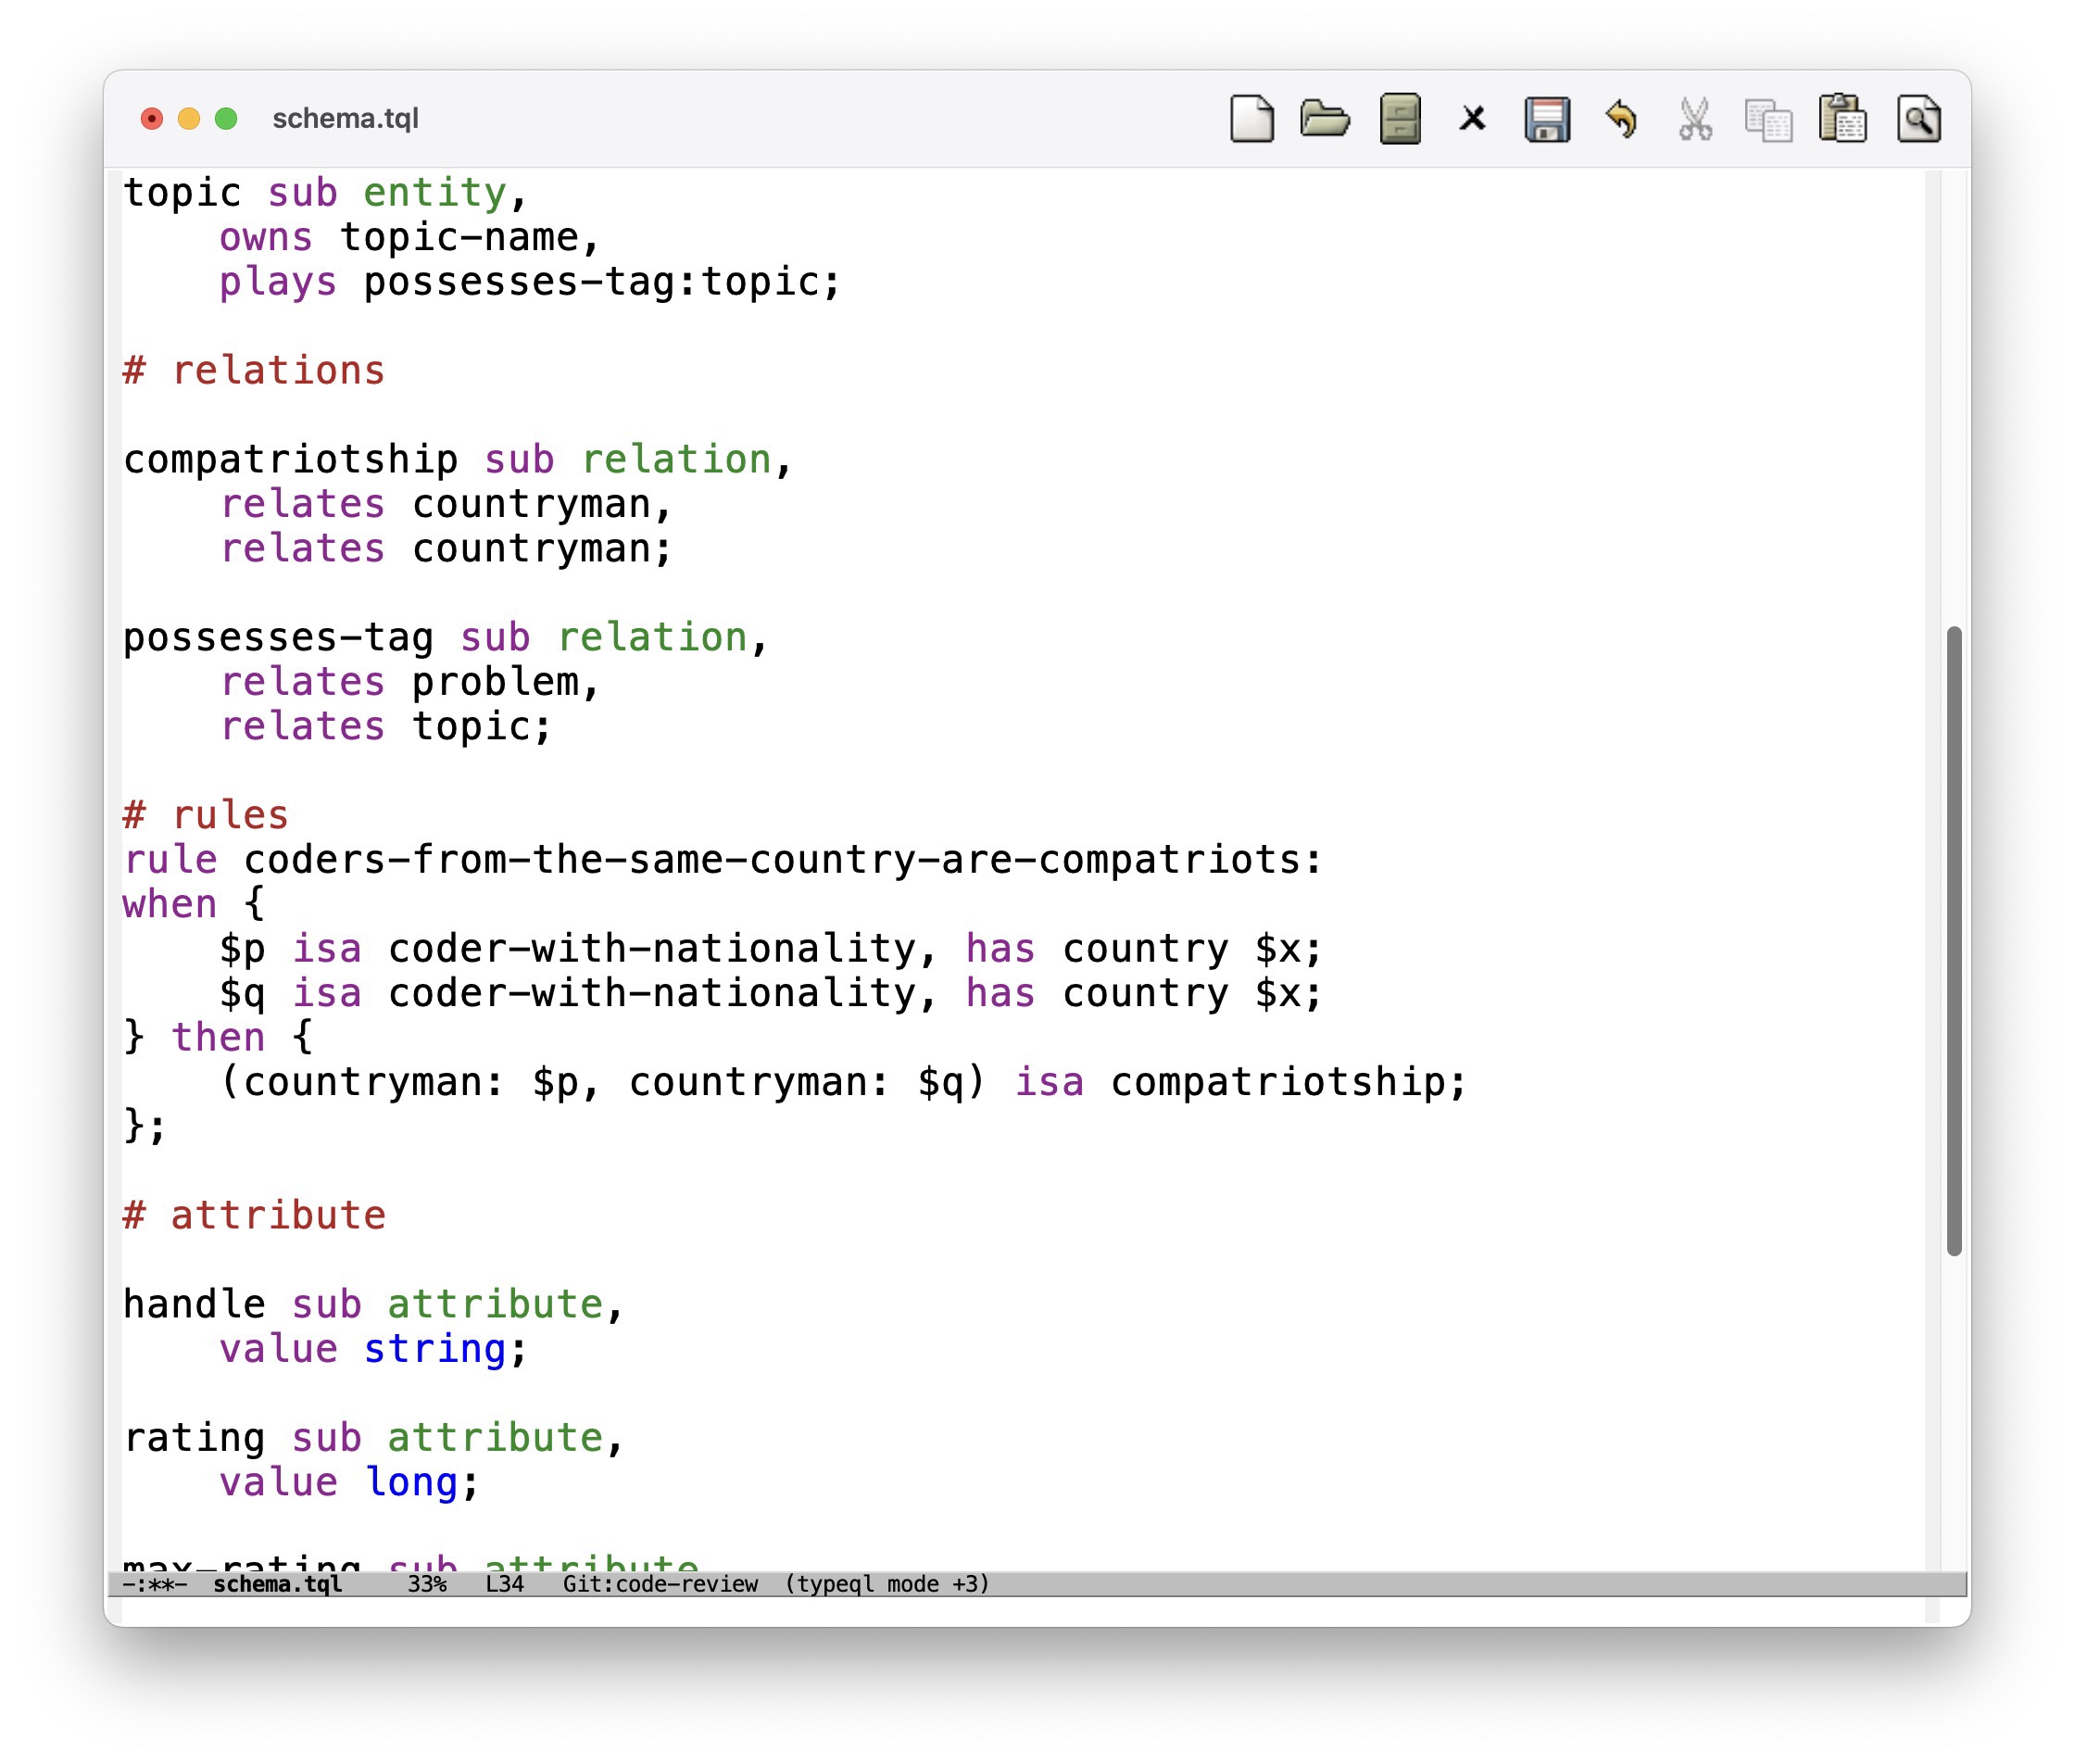 schema.tql
topic sub entity,
    owns topic-name,
    plays possesses-tag:topic;

# relations

compatriotship sub relation,
    relates countryman,
    relates countryman;

possesses-tag sub relation,
    relates problem,
    relates topic;

# rules
rule coders-from-the-same-country-are-compatriots:
when {
    $p isa coder-with-nationality, has country $x;
    $q isa coder-with-nationality, has country $x;
} then {
    (countryman: $p, countryman: $q) isa compatriotship;
};

# attribute

handle sub attribute,
    value string;

rating sub attribute,
    value long;

max-rating sub attribute
-:**-  schema.tql     33%   L34   Git:code-review  (typeql mode +3)